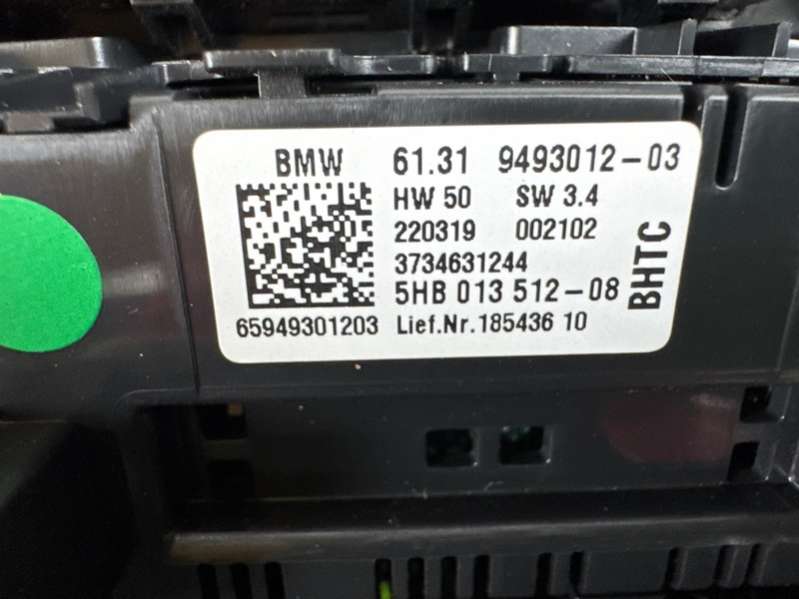 BMW 61.31 9493012-03
HW 50 SW 3.4
220319 002102
3734631244
5HB 013 512-08
65949301203 Lief.Nr.185436 10
BHTC